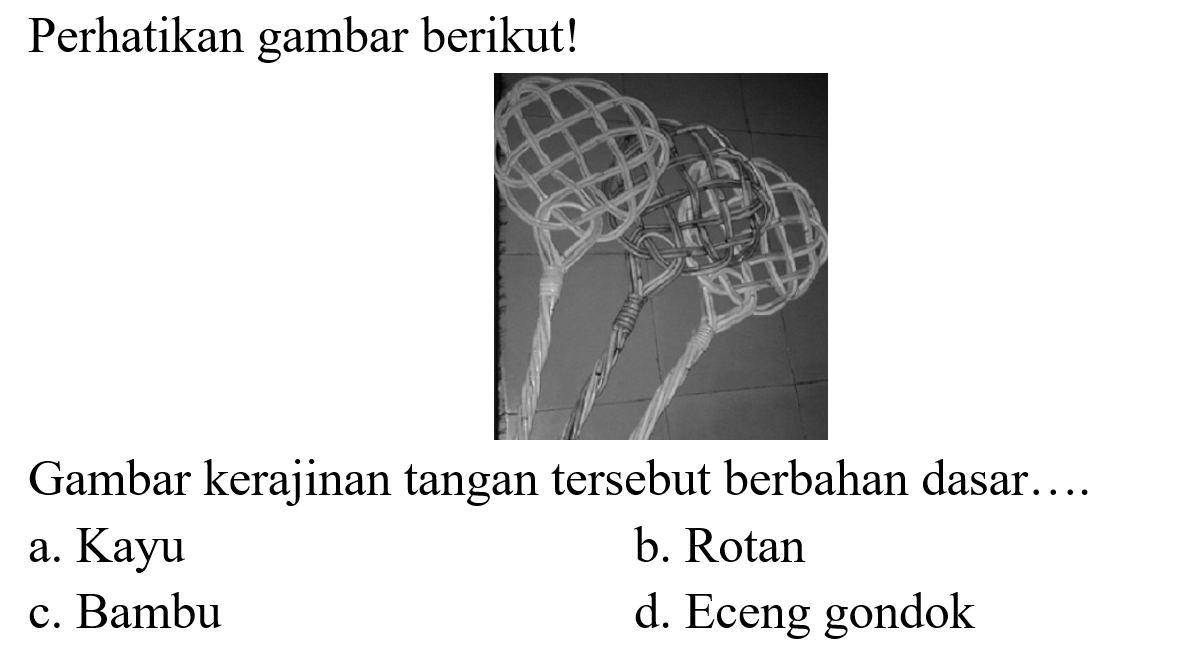 Perhatikan gambar berikut!
Gambar kerajinan tangan tersebut berbahan dasar....
a. Kayu
b. Rotan
c. Bambu
d. Eceng gondok